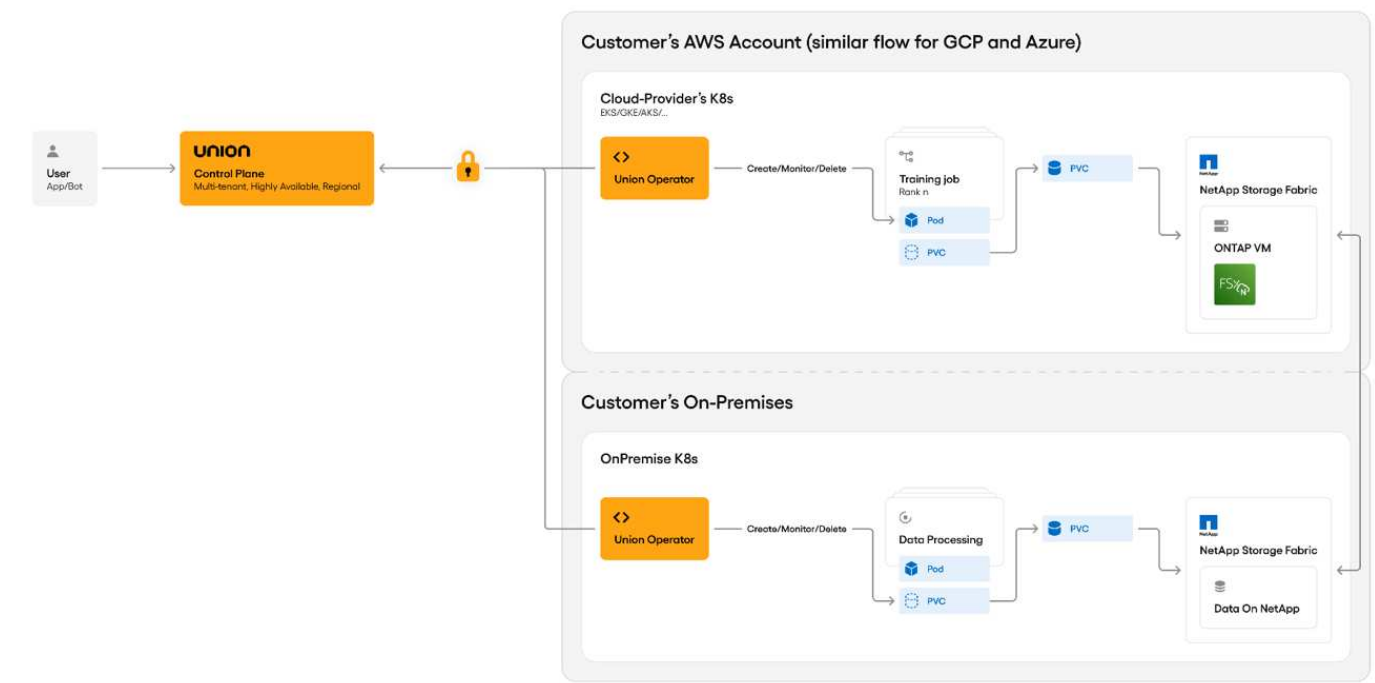 Customer's AWS Account (similar flow for GCP and Azure)
Cloud-Provider's K8s
EKS/GKE/AKS/...
User
App/Bot
UNION
Control Plane
Multi-tenant, Highly Available, Regional
<>
Union Operator
Create/Monitor/Delete
Training job
Rank n
Pod
PVC
PVC
NetApp
NetApp Storage Fabric
ONTAP VM
FSx
N
Customer's On-Premises
OnPremise K8s
<>
Union Operator
Create/Monitor/Delete
Data Processing
Pod
PVC
PVC
NetApp
NetApp Storage Fabric
Data On NetApp